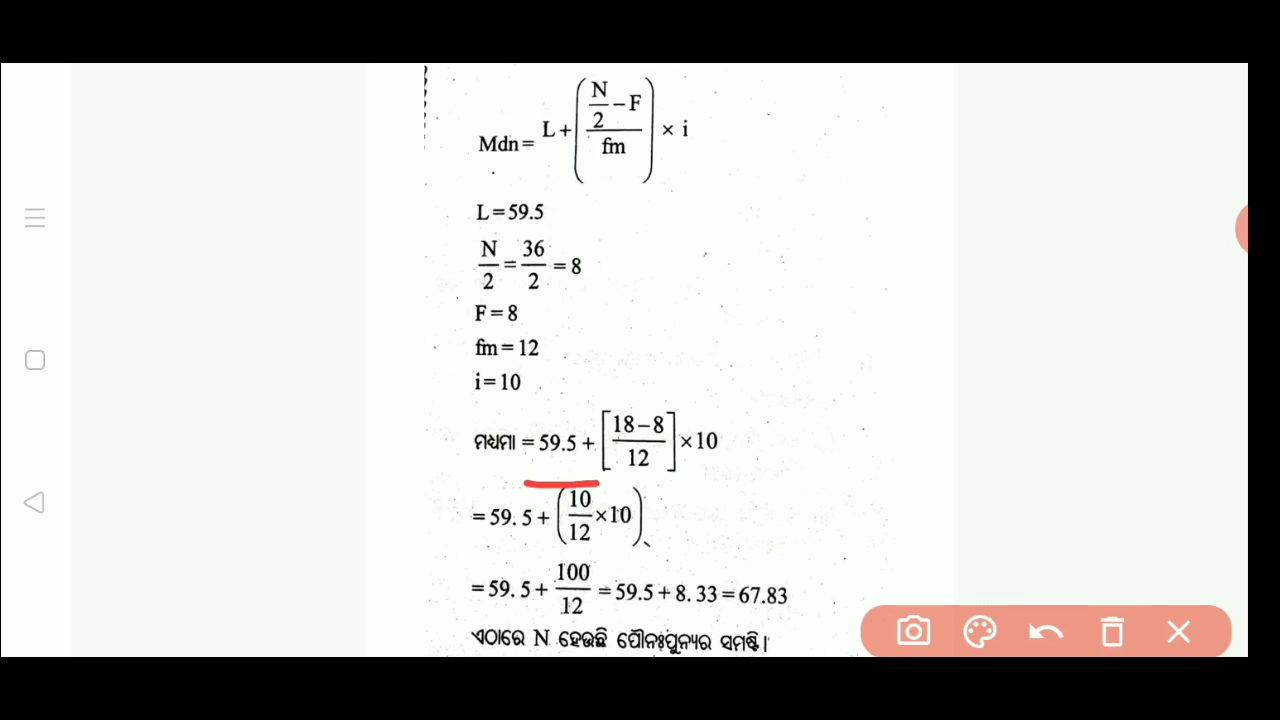 Mdn = L + ( (N/2 − F) / fm ) × i
L = 59.5
N/2 = 36/2 = 8
F = 8
fm = 12
i = 10
ମଧ୍ୟମା = 59.5 + [ (18 − 8) / 12 ] × 10
= 59. 5 + ( 10/12 × 10 )
= 59. 5 + 100/12 = 59.5 + 8. 33 = 67.83
ଏଠାରେ N ହେଉଛି ପୌନଃପୁନ୍ୟର ସମଷ୍ଟି।